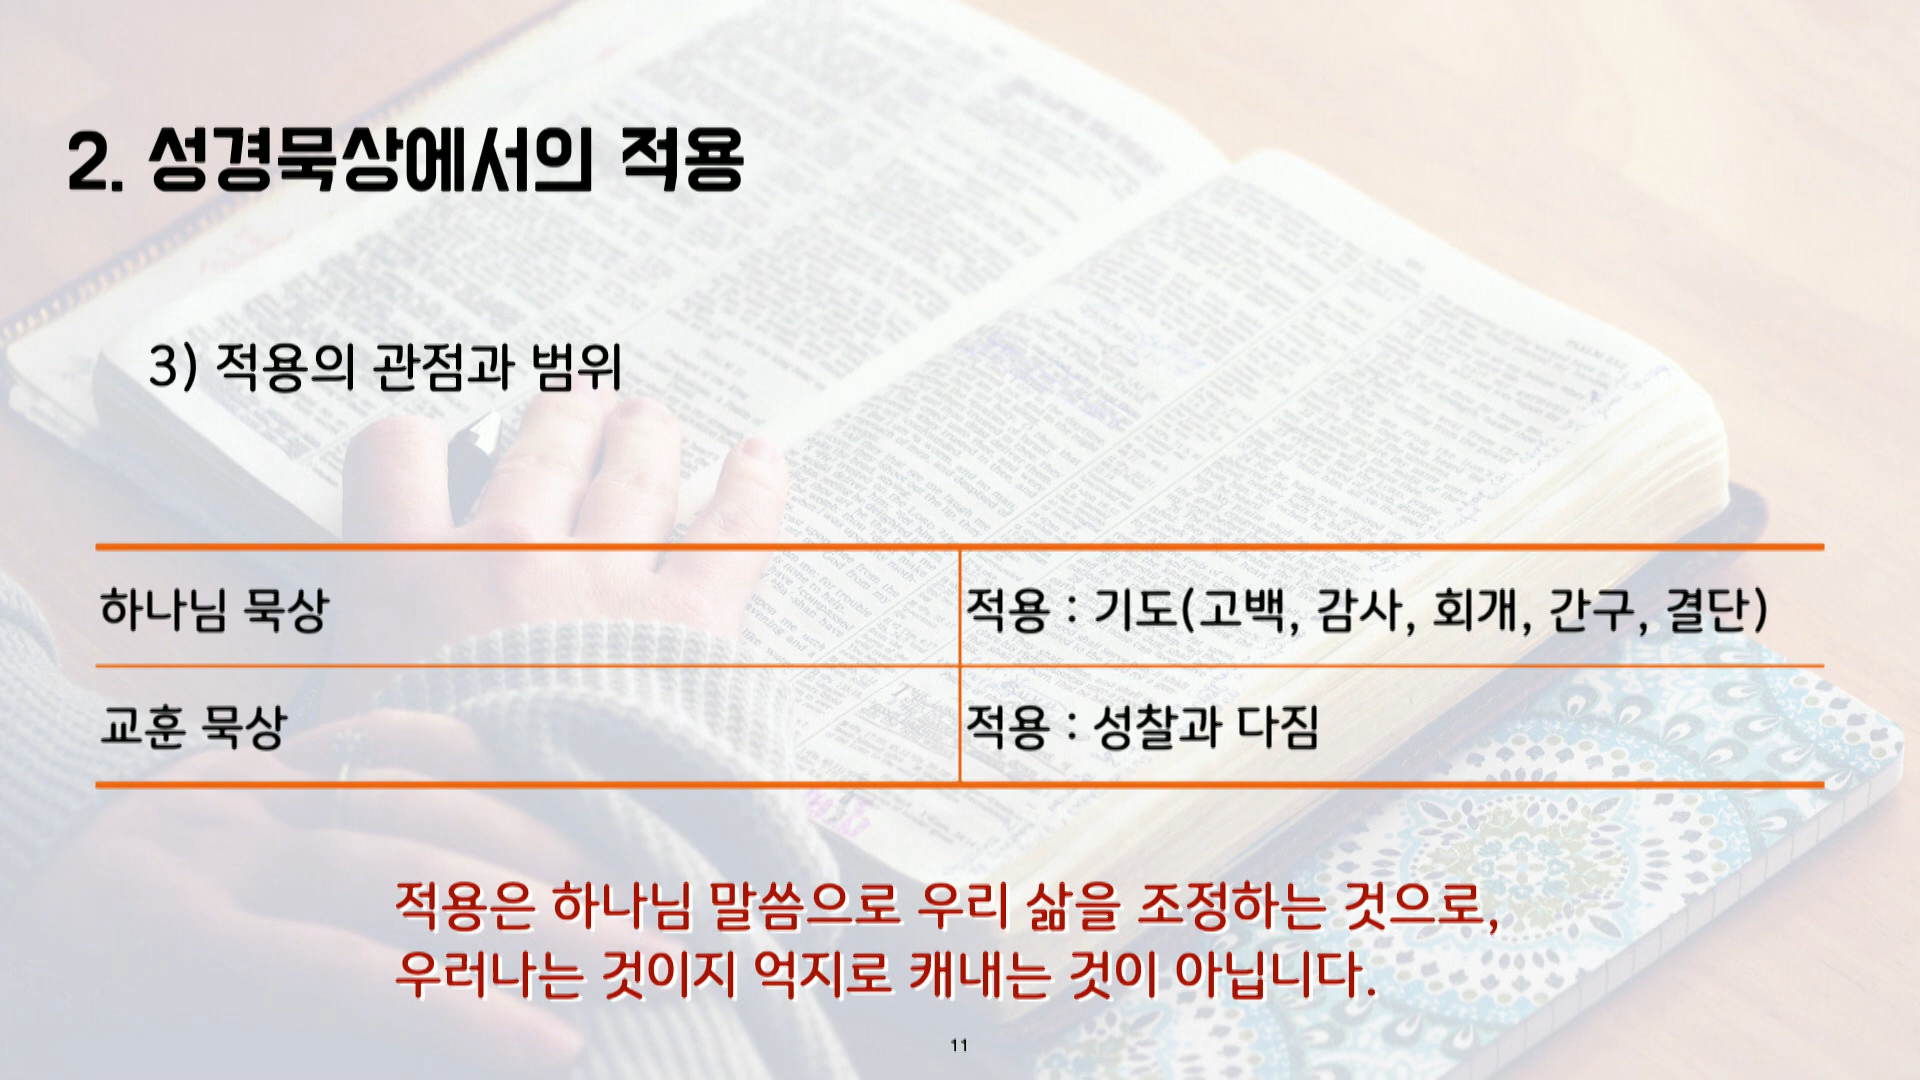 2. 성경묵상에서의 적용
3) 적용의 관점과 범위
하나님 묵상
적용 : 기도(고백, 감사, 회개, 간구, 결단)
교훈 묵상
적용 : 성찰과 다짐
적용은 하나님 말씀으로 우리 삶을 조정하는 것으로,
우러나는 것이지 억지로 캐내는 것이 아닙니다.
11